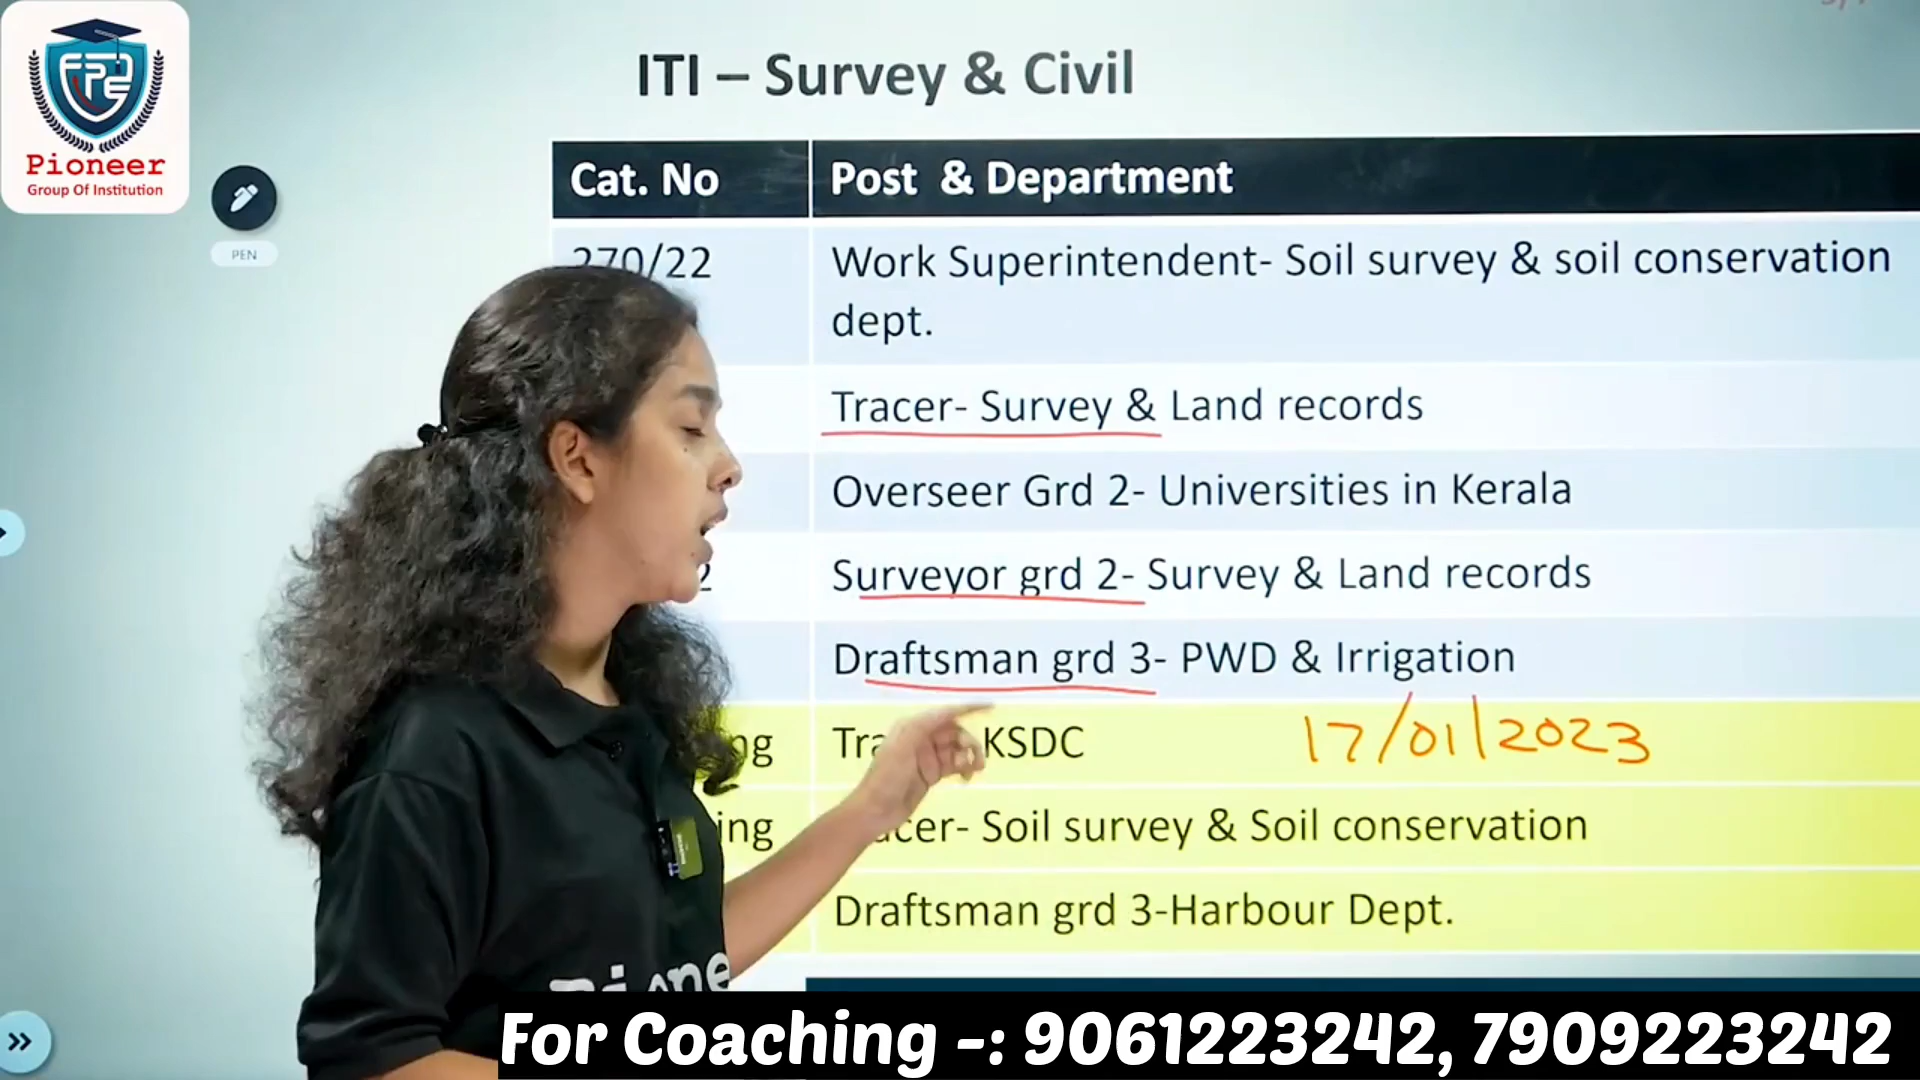 Pioneer
Group Of Institution
PEN
ITI – Survey & Civil
Cat. No
Post & Department
270/22
Work Superintendent- Soil survey & soil conservation
dept.
Tracer- Survey & Land records
Overseer Grd 2- Universities in Kerala
Surveyor grd 2- Survey & Land records
Draftsman grd 3- PWD & Irrigation
KSDC
17/01/2023
Soil survey & Soil conservation
Draftsman grd 3-Harbour Dept.
For Coaching -: 9061223242, 7909223242